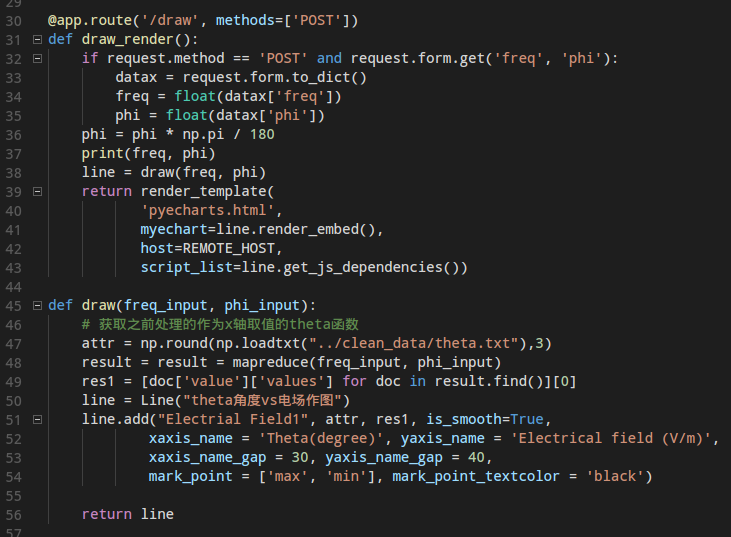 29
30 @app.route('/draw', methods=['POST'])
31 def draw_render():
32     if request.method == 'POST' and request.form.get('freq', 'phi'):
33         datax = request.form.to_dict()
34         freq = float(datax['freq'])
35         phi = float(datax['phi'])
36     phi = phi * np.pi / 180
37     print(freq, phi)
38     line = draw(freq, phi)
39     return render_template(
40            'pyecharts.html',
41            myechart=line.render_embed(),
42            host=REMOTE_HOST,
43            script_list=line.get_js_dependencies())
44
45 def draw(freq_input, phi_input):
46     # 获取之前处理的作为x轴取值的theta函数
47     attr = np.round(np.loadtxt("../clean_data/theta.txt"),3)
48     result = result = mapreduce(freq_input, phi_input)
49     res1 = [doc['value']['values'] for doc in result.find()][0]
50     line = Line("theta角度vs电场作图")
51     line.add("Electrial Field1", attr, res1, is_smooth=True,
52             xaxis_name = 'Theta(degree)', yaxis_name = 'Electrical field (V/m)',
53             xaxis_name_gap = 30, yaxis_name_gap = 40,
54             mark_point = ['max', 'min'], mark_point_textcolor = 'black')
55
56     return line
57